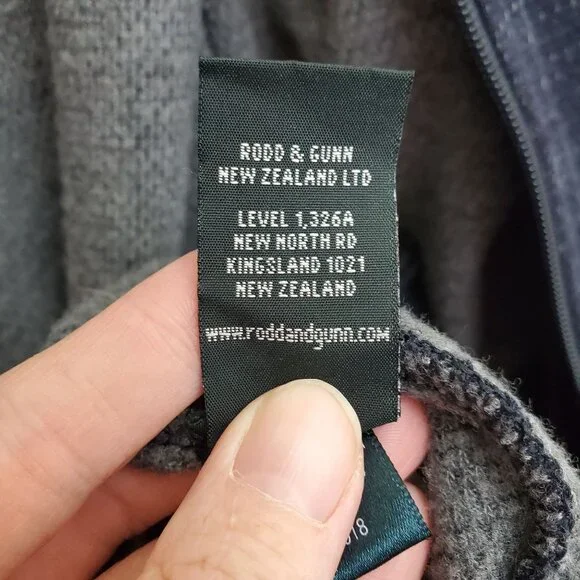 RODD & GUNN
NEW ZEALAND LTD
LEVEL 1,326A
NEW NORTH RD
KINGSLAND 1021
NEW ZEALAND
www.roddandgunn.com